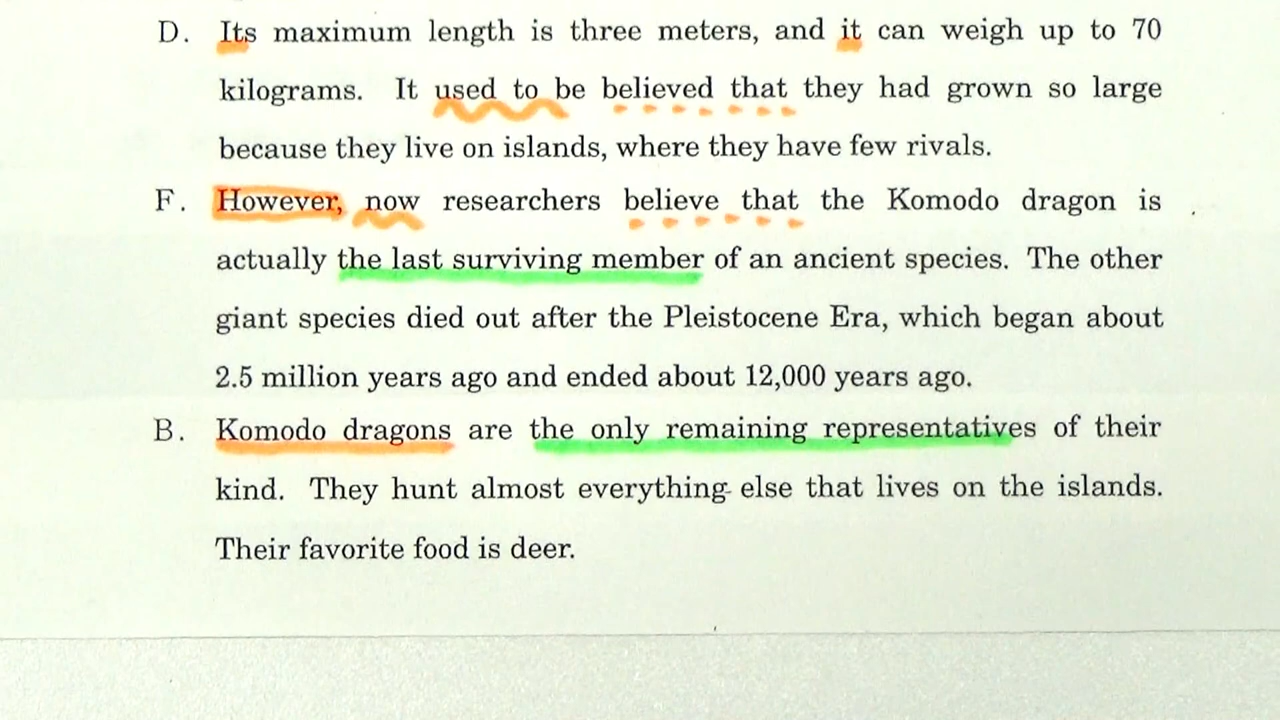 D. Its maximum length is three meters, and it can weigh up to 70
kilograms. It used to be believed that they had grown so large
because they live on islands, where they have few rivals.
F. However, now researchers believe that the Komodo dragon is
actually the last surviving member of an ancient species. The other
giant species died out after the Pleistocene Era, which began about
2.5 million years ago and ended about 12,000 years ago.
B. Komodo dragons are the only remaining representatives of their
kind. They hunt almost everything else that lives on the islands.
Their favorite food is deer.